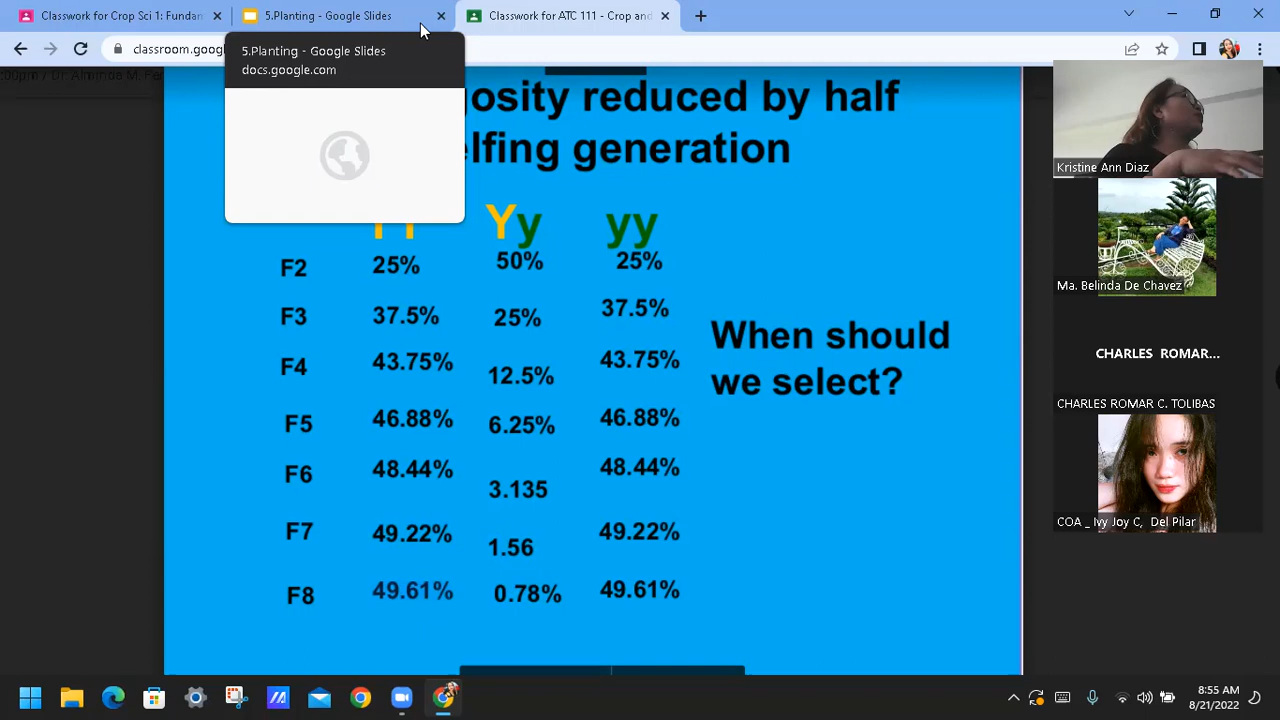 Classwork for Crop Sci 1: Fundar
5.Planting - Google Slides
Classwork for ATC 111 - Crop and
classroom.goog
5.Planting - Google Slides
docs.google.com
:00pm / Dr.
osity reduced by half
elfing generation
Yy yy
F2 25% 50% 25%
F3 37.5% 25% 37.5%
F4 43.75% 12.5% 43.75%
F5 46.88% 6.25% 46.88%
F6 48.44% 3.135 48.44%
F7 49.22% 1.56 49.22%
F8 49.61% 0.78% 49.61%
When should
we select?
Kristine Ann Diaz
Ma. Belinda De Chavez
CHARLES ROMAR...
CHARLES ROMAR C. TOLIBAS
COA _ Ivy Joy C, Del Pilar
8:55 AM
8/21/2022